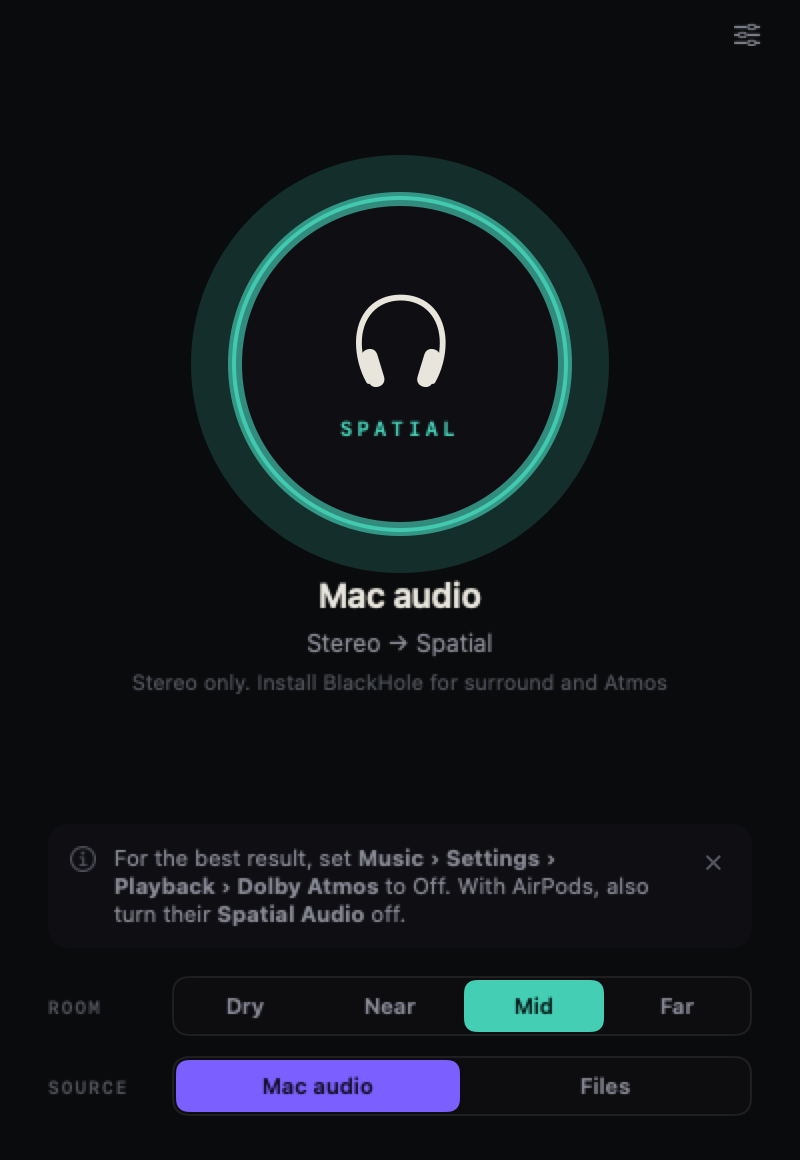 SPATIAL
Mac audio
Stereo → Spatial
Stereo only. Install BlackHole for surround and Atmos
For the best result, set Music › Settings ›
Playback › Dolby Atmos to Off. With AirPods, also
turn their Spatial Audio off.
ROOM Dry Near Mid Far
SOURCE Mac audio Files